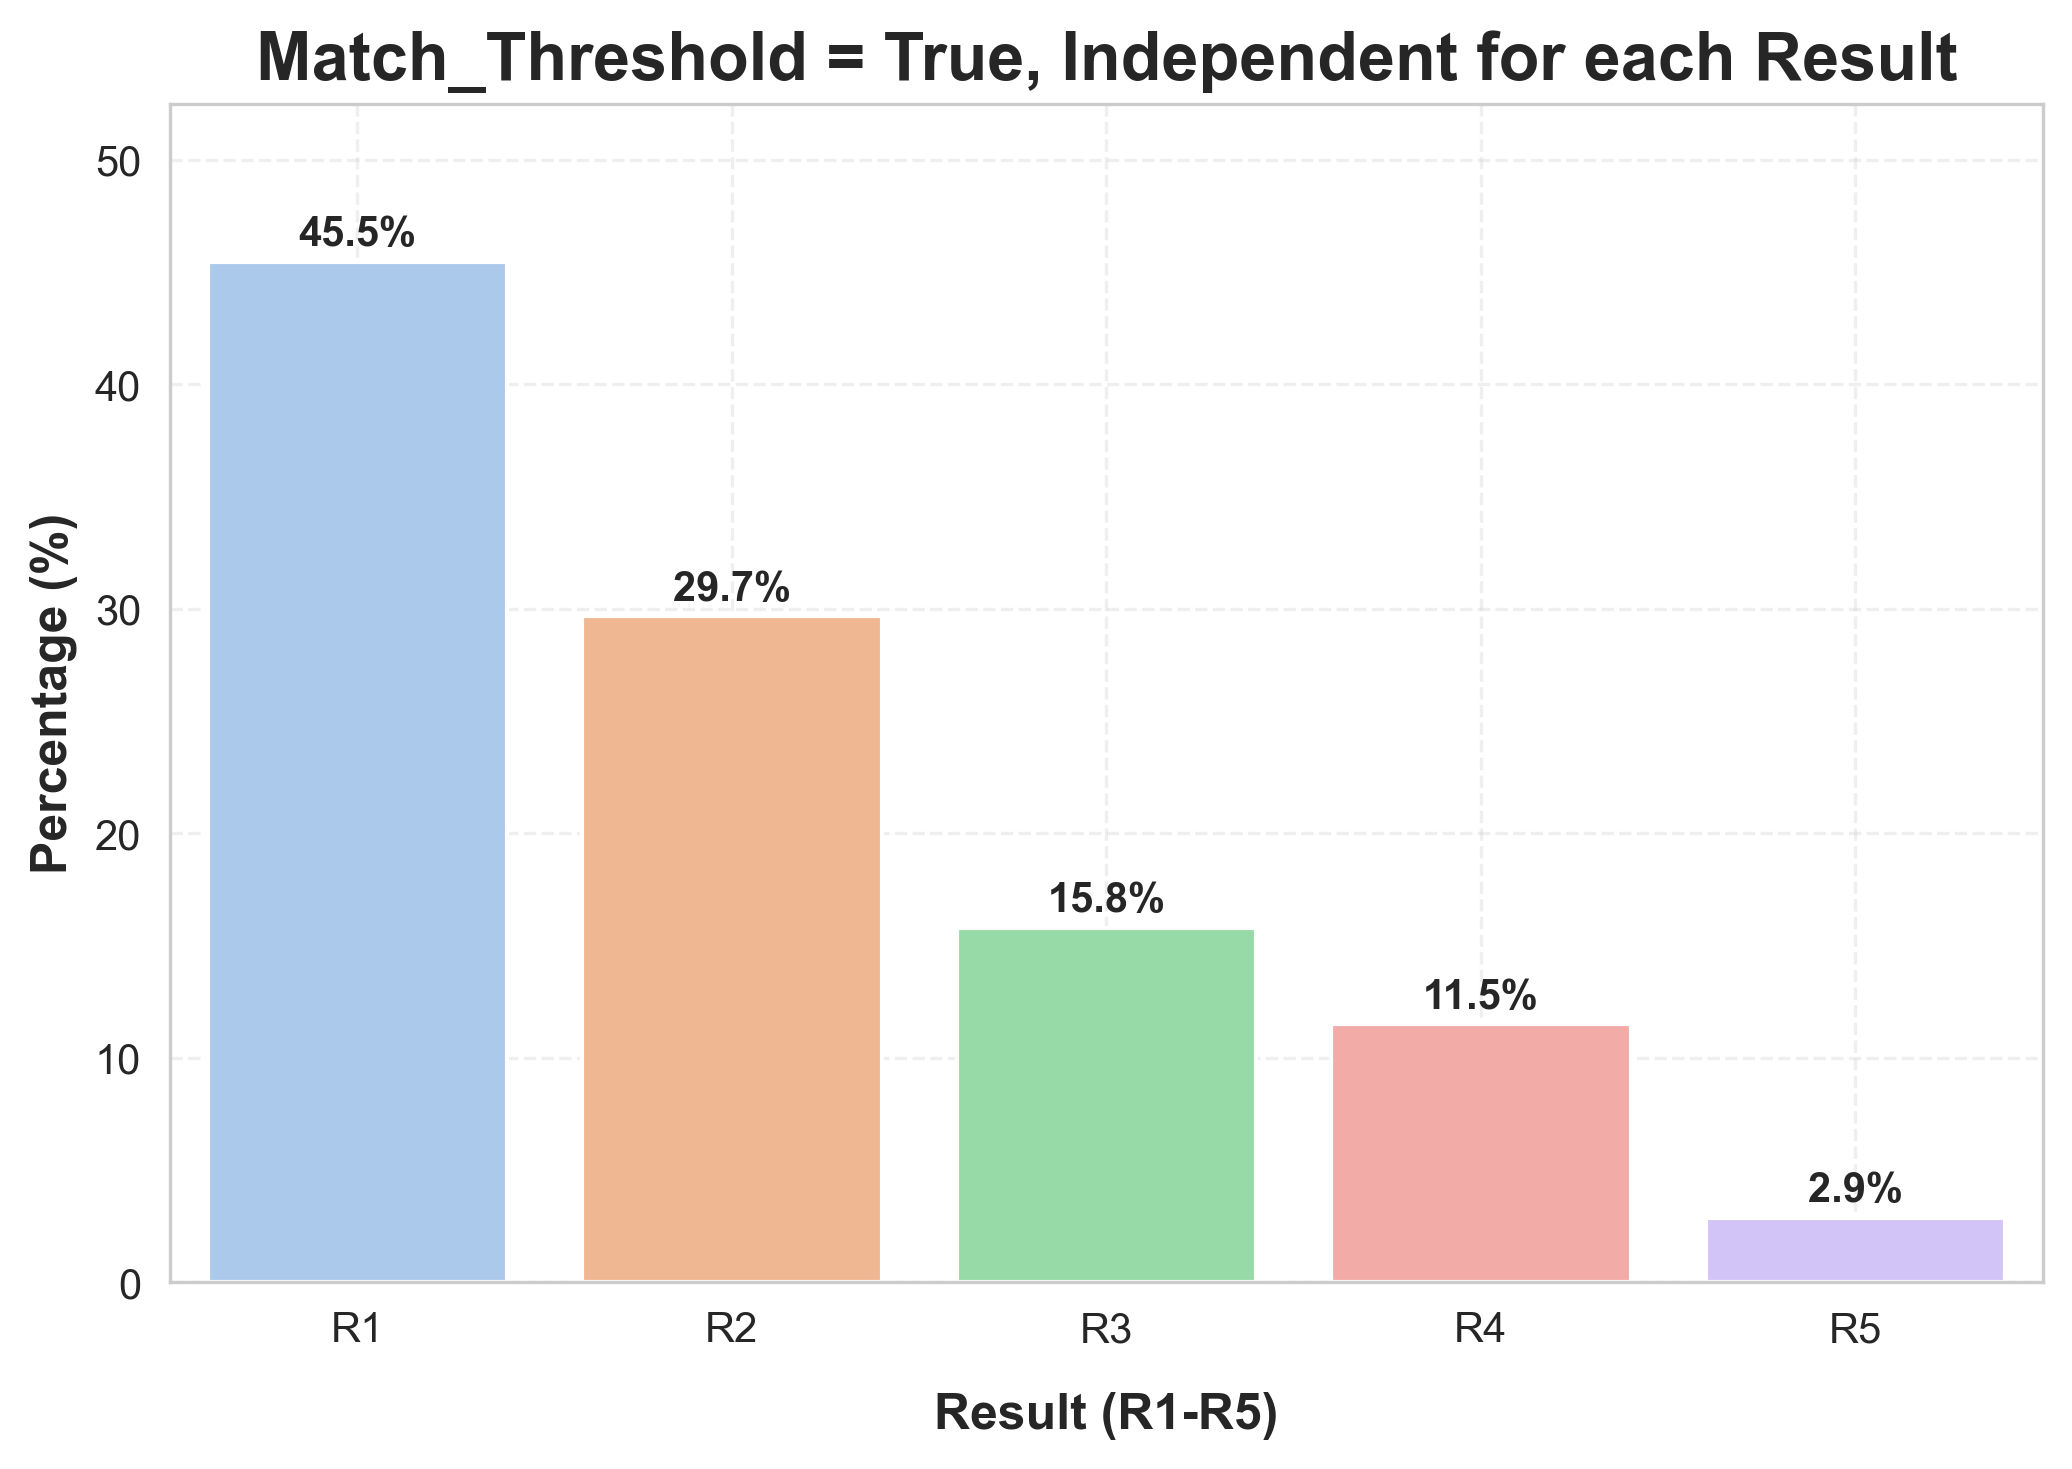 Match_Threshold = True, Independent for each Result
50
40
30
20
10
0
Percentage (%)
45.5%
29.7%
15.8%
11.5%
2.9%
R1
R2
R3
R4
R5
Result (R1-R5)